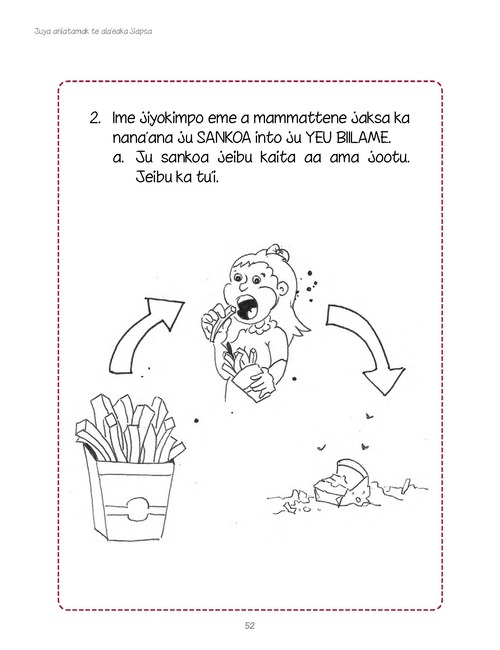 Juya aniatamak te ala'eaka jiapsa
2. Ime jiyokimpo eme a mammattene jaksa ka
nana'ana ju SANKOA into ju YEU BIILAME.
a. Ju sankoa jeibu kaita aa ama jootu.
Jeibu ka tu'i.
52